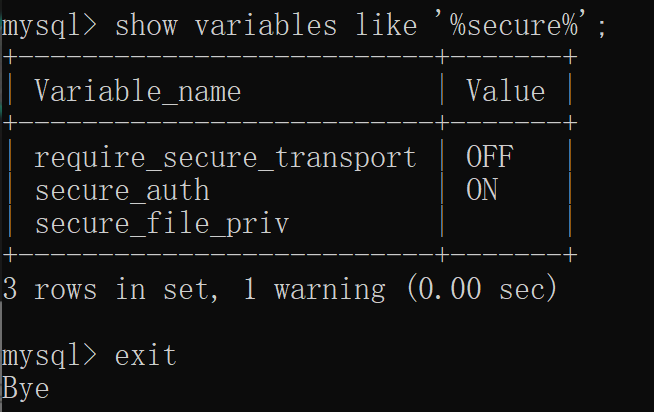 mysql> show variables like '%secure%';
+--------------------------+-------+
| Variable_name            | Value |
+--------------------------+-------+
| require_secure_transport | OFF   |
| secure_auth              | ON    |
| secure_file_priv         |       |
+--------------------------+-------+
3 rows in set, 1 warning (0.00 sec)
mysql> exit
Bye